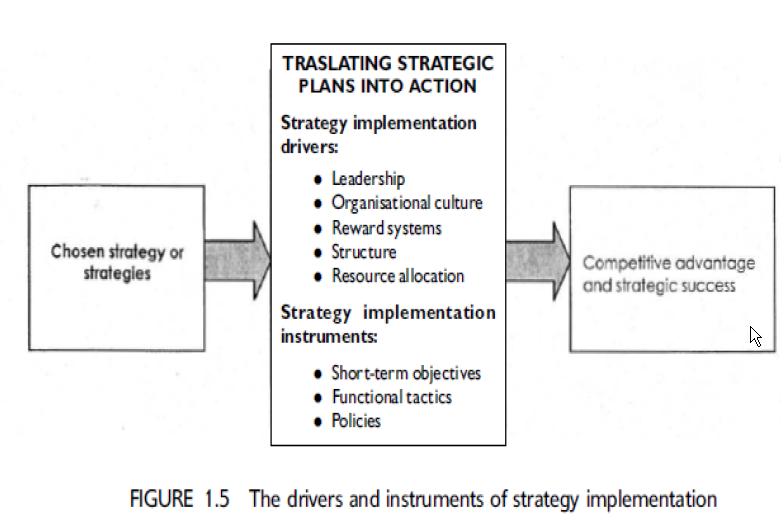 Chosen strategy or
strategies
TRASLATING STRATEGIC
PLANS INTO ACTION
Strategy implementation
drivers:
● Leadership
● Organisational culture
● Reward systems
● Structure
● Resource allocation
Strategy implementation
instruments:
● Short-term objectives
● Functional tactics
● Policies
Competitive advantage
and strategic success
FIGURE 1.5 The drivers and instruments of strategy implementation